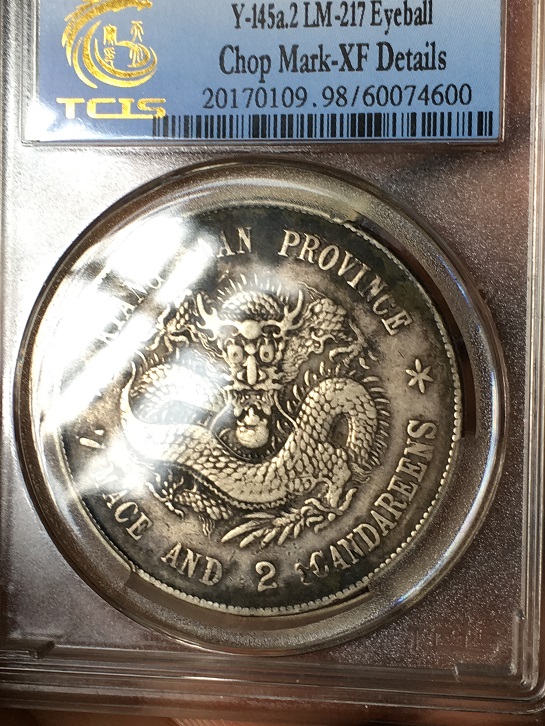 Y-145a.2 LM-217 Eyeball
Chop Mark-XF Details
20170109.98/60074600
TCIS
PROVINCE
AND 2 CANDAREENS